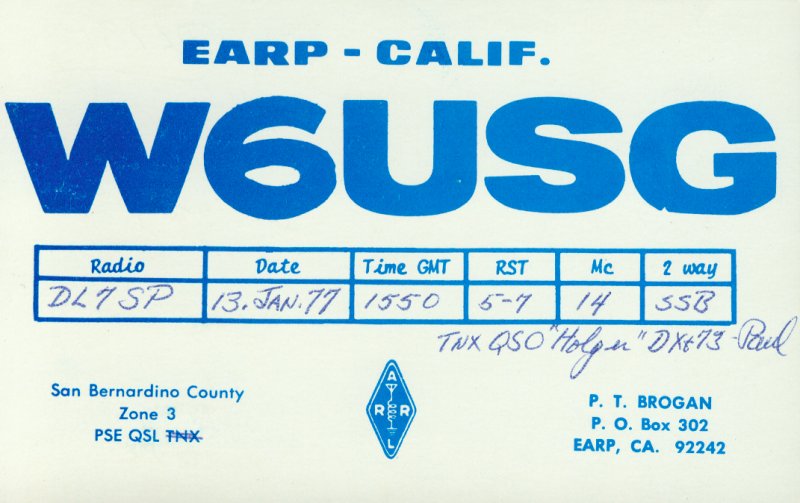 EARP - CALIF.
W6USG
Radio Date Time GMT RST Mc 2 way
DL7SP 13. JAN. 77 1550 5-7 14 SSB
TNX QSO "Holger" DX & 73 - Paul
San Bernardino County
Zone 3
PSE QSL TNX
A
R R
L
P. T. BROGAN
P. O. Box 302
EARP, CA. 92242